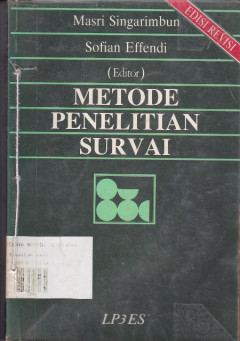 Masri Singarimbun
Sofian Effendi
(Editor)
EDISI REVISI
METODE
PENELITIAN
SURVAI
LP3ES